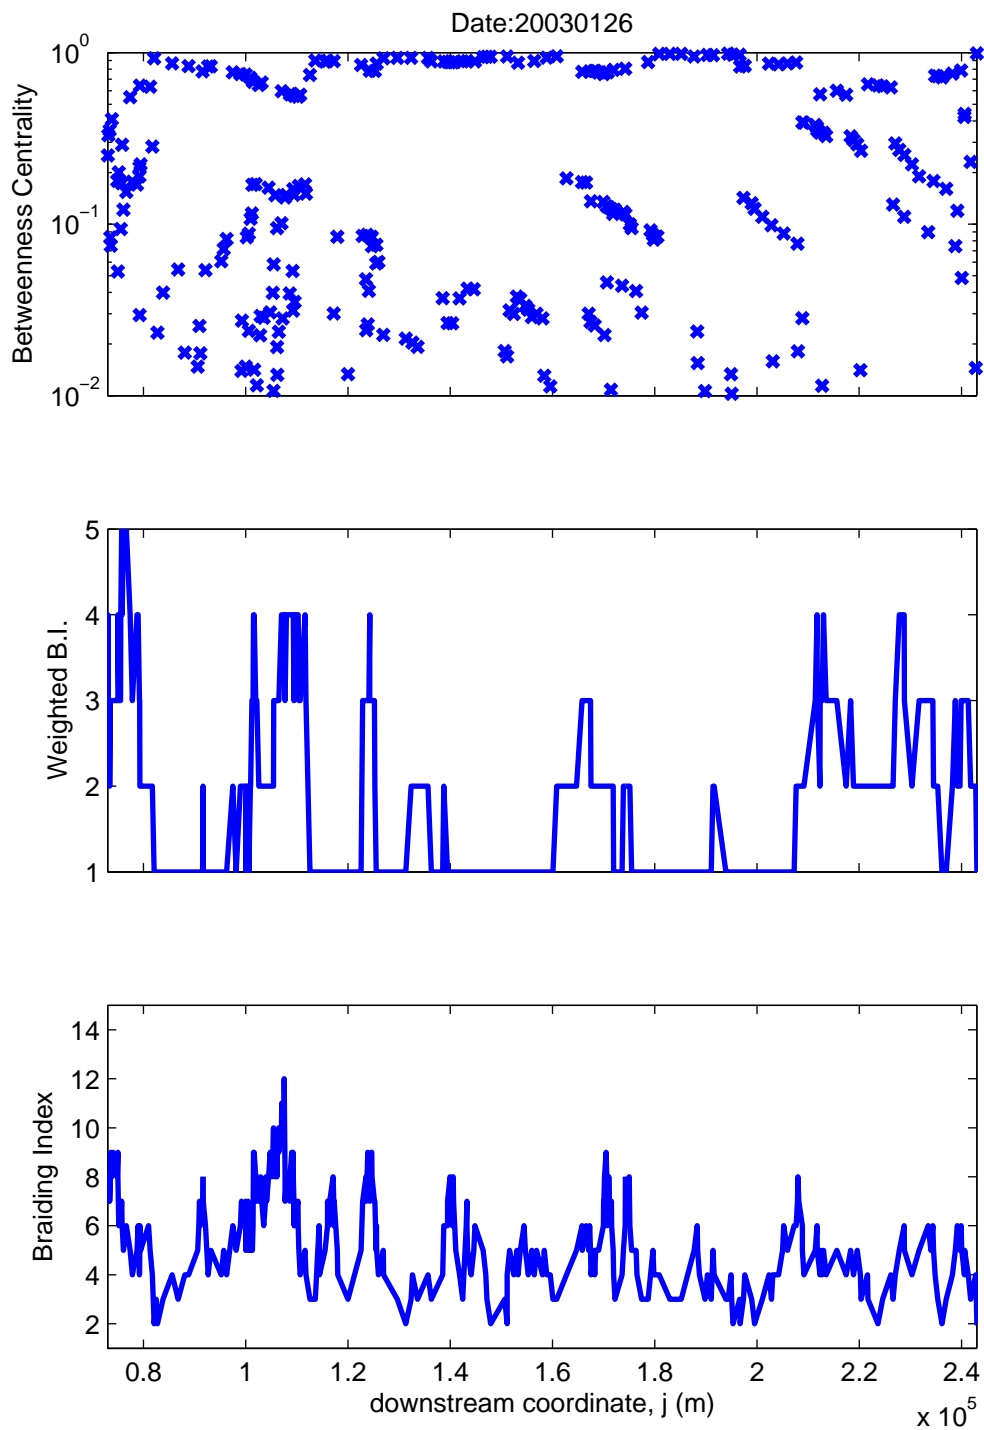 Date:20030126
10^0
10^-1
10^-2
Betweenness Centrality
5
4
3
2
1
Weighted B.I.
14
12
10
8
6
4
2
Braiding Index
0.8 1 1.2 1.4 1.6 1.8 2 2.2 2.4
downstream coordinate, j (m)
x 10^5